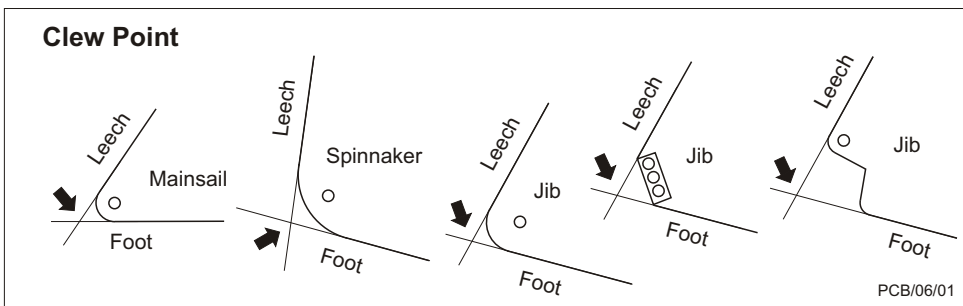 Clew Point
Leech
Mainsail
Foot
Leech
Spinnaker
Foot
Leech
Jib
Foot
Leech
Jib
Foot
Leech
Jib
Foot
PCB/06/01